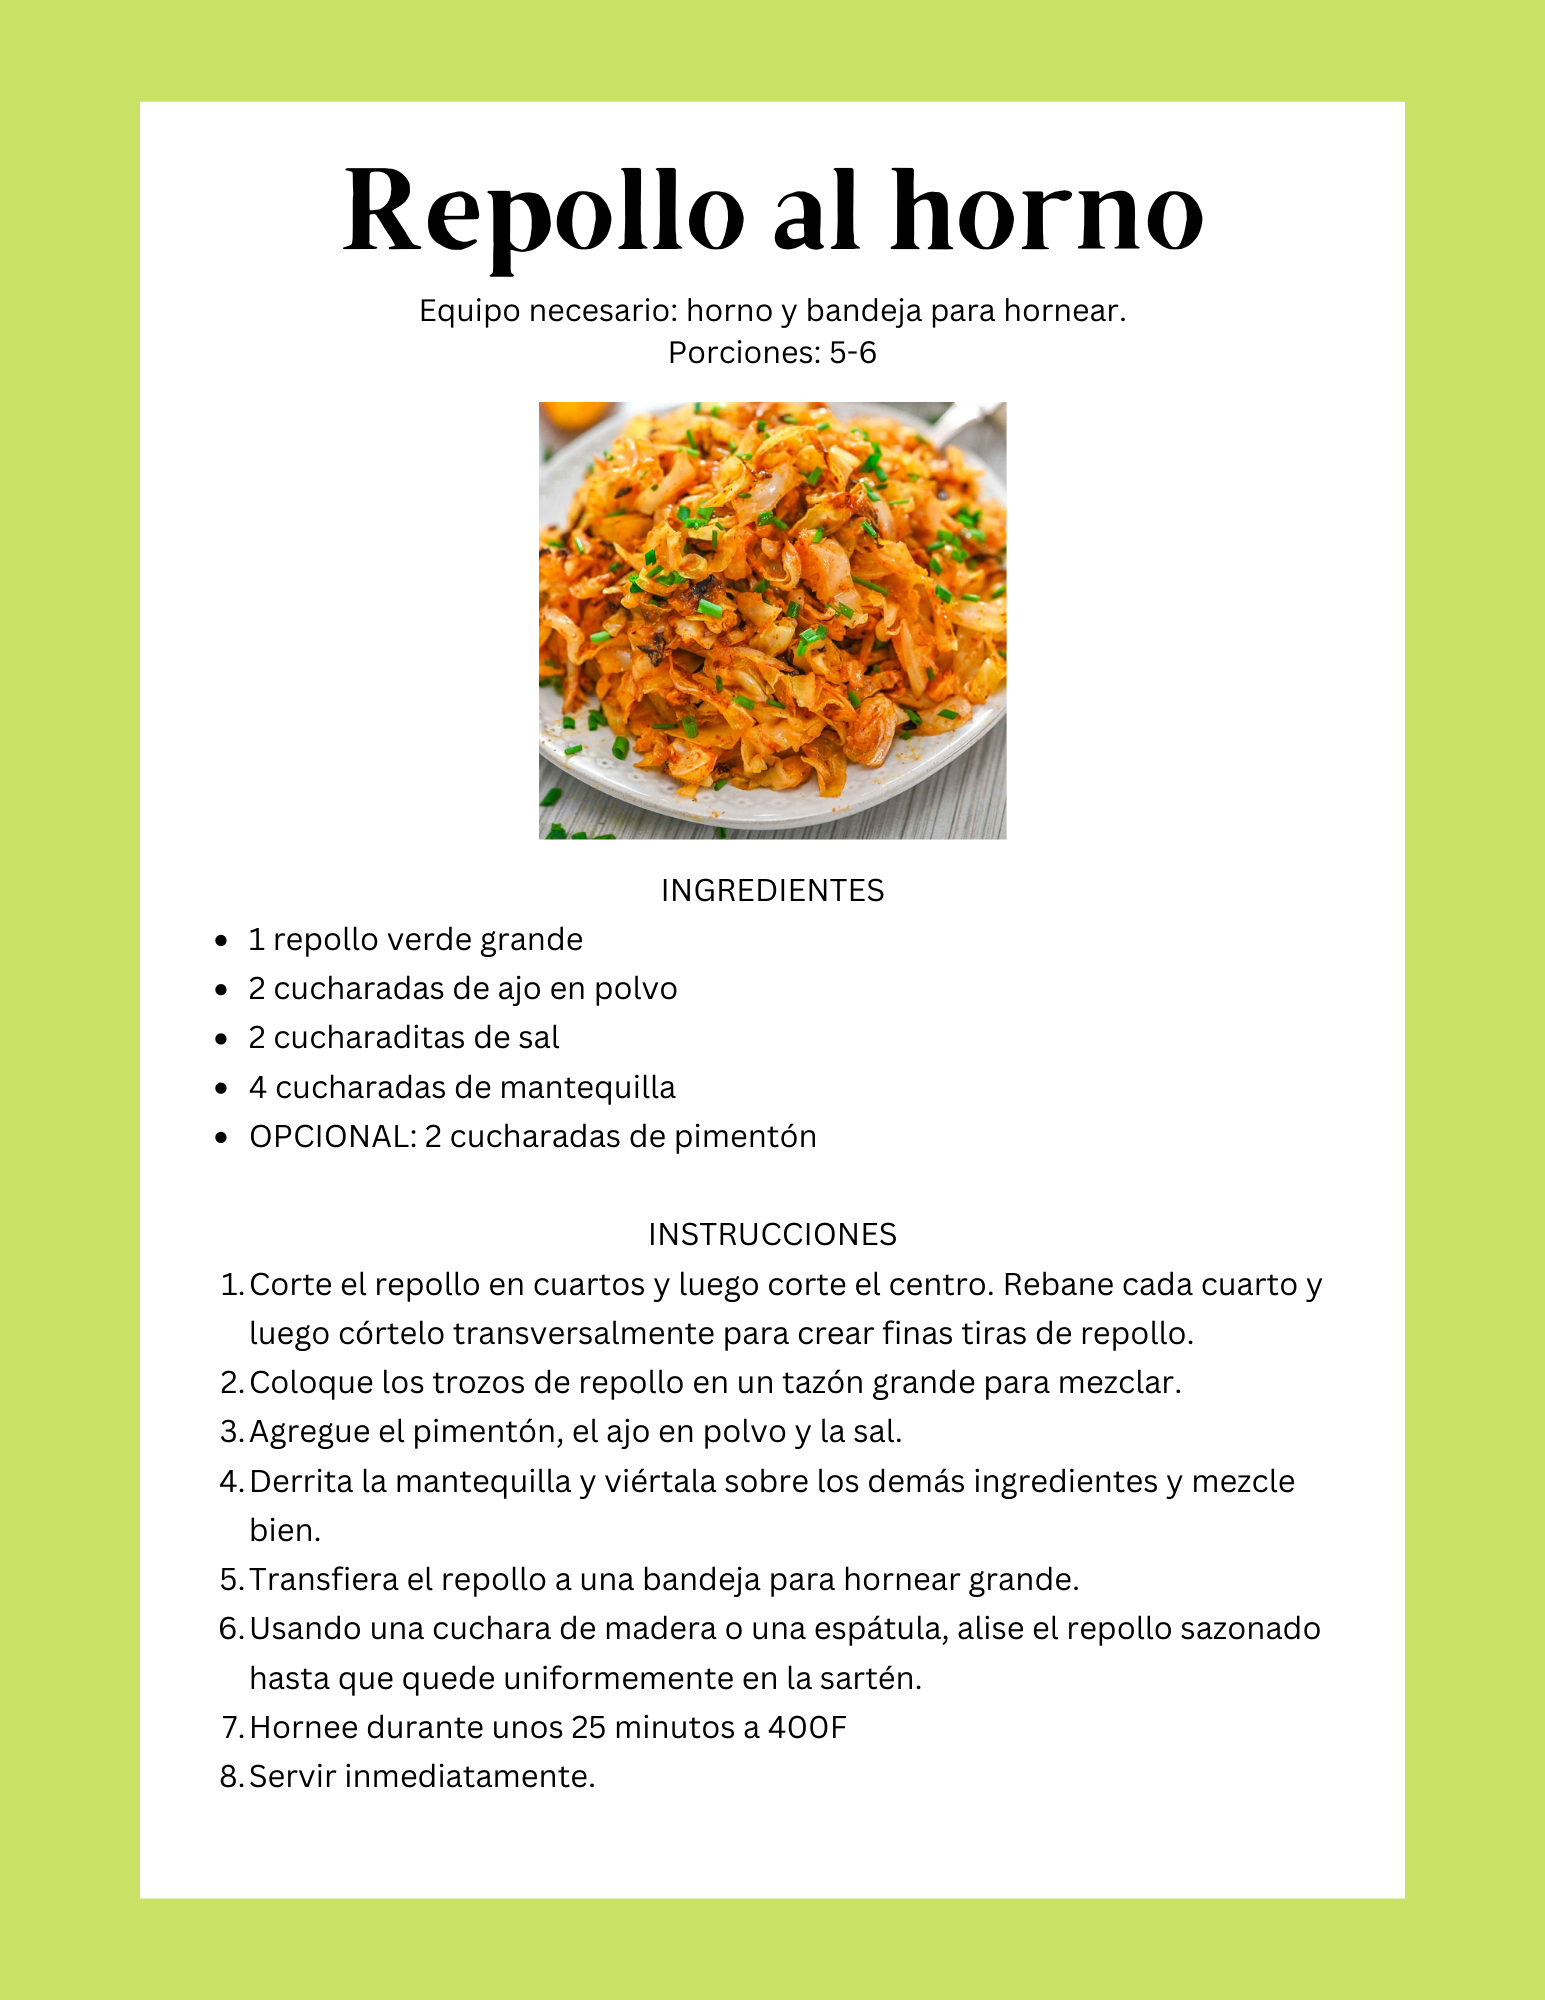 Repollo al horno
Equipo necesario: horno y bandeja para hornear.
Porciones: 5-6
INGREDIENTES
• 1 repollo verde grande
• 2 cucharadas de ajo en polvo
• 2 cucharaditas de sal
• 4 cucharadas de mantequilla
• OPCIONAL: 2 cucharadas de pimentón
INSTRUCCIONES
1. Corte el repollo en cuartos y luego corte el centro. Rebane cada cuarto y
luego córtelo transversalmente para crear finas tiras de repollo.
2. Coloque los trozos de repollo en un tazón grande para mezclar.
3. Agregue el pimentón, el ajo en polvo y la sal.
4. Derrita la mantequilla y viértala sobre los demás ingredientes y mezcle
bien.
5. Transfiera el repollo a una bandeja para hornear grande.
6. Usando una cuchara de madera o una espátula, alise el repollo sazonado
hasta que quede uniformemente en la sartén.
7. Hornee durante unos 25 minutos a 400F
8. Servir inmediatamente.